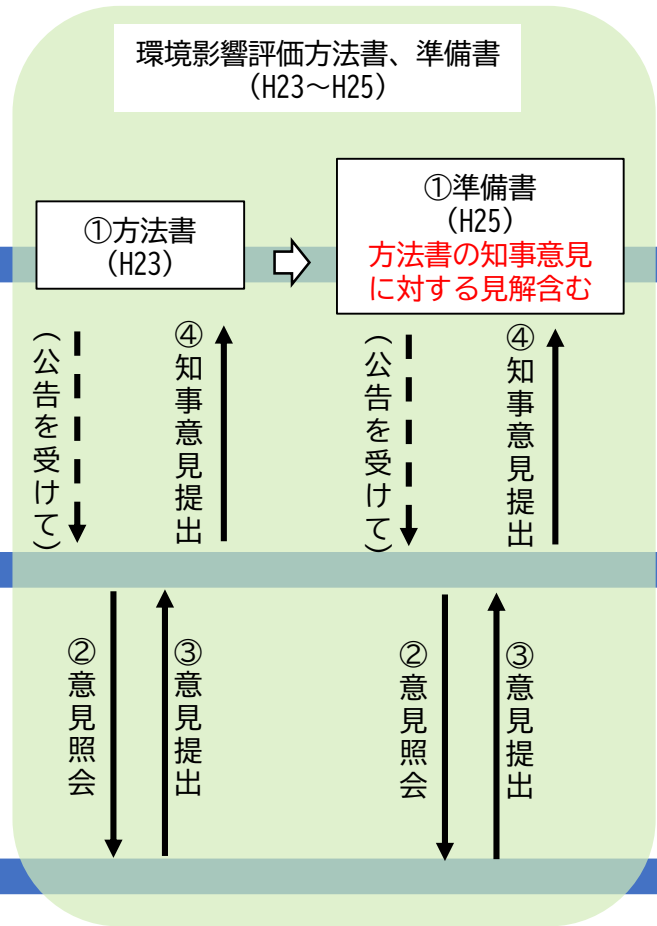 環境影響評価方法書、準備書
(H23～H25)
①方法書
(H23)
①準備書
(H25)
方法書の知事意見
に対する見解含む
（公告を受けて）
④知事意見提出
（公告を受けて）
④知事意見提出
②意見照会
③意見提出
②意見照会
③意見提出